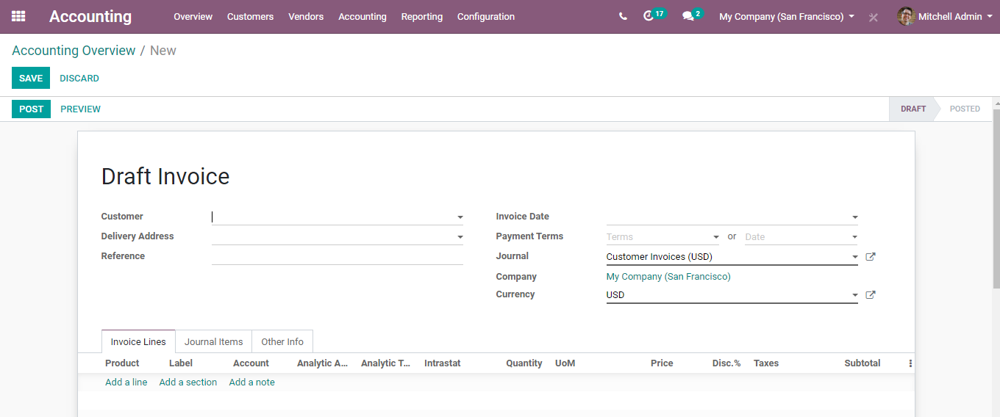 Accounting Overview Customers Vendors Accounting Reporting Configuration 17 2 My Company (San Francisco) Mitchell Admin
Accounting Overview / New
SAVE DISCARD
POST PREVIEW DRAFT POSTED
Draft Invoice
Customer Invoice Date
Delivery Address Payment Terms Terms or Date
Reference Journal Customer Invoices (USD)
Company My Company (San Francisco)
Currency USD
Invoice Lines Journal Items Other Info
Product Label Account Analytic A... Analytic T... Intrastat Quantity UoM Price Disc.% Taxes Subtotal
Add a line Add a section Add a note